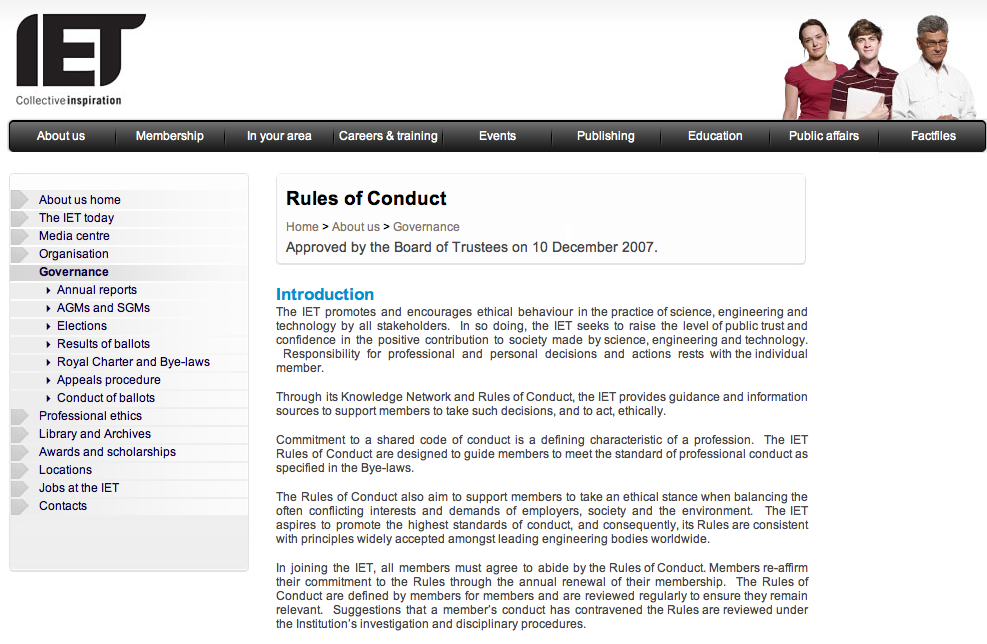 IET
Collective inspiration
About us
Membership
In your area
Careers & training
Events
Publishing
Education
Public affairs
Factfiles
About us home
The IET today
Media centre
Organisation
Governance
Annual reports
AGMs and SGMs
Elections
Results of ballots
Royal Charter and Bye-laws
Appeals procedure
Conduct of ballots
Professional ethics
Library and Archives
Awards and scholarships
Locations
Jobs at the IET
Contacts
Rules of Conduct
Home > About us > Governance
Approved by the Board of Trustees on 10 December 2007.
Introduction
The IET promotes and encourages ethical behaviour in the practice of science, engineering and
technology by all stakeholders. In so doing, the IET seeks to raise the level of public trust and
confidence in the positive contribution to society made by science, engineering and technology.
Responsibility for professional and personal decisions and actions rests with the individual
member.
Through its Knowledge Network and Rules of Conduct, the IET provides guidance and information
sources to support members to take such decisions, and to act, ethically.
Commitment to a shared code of conduct is a defining characteristic of a profession. The IET
Rules of Conduct are designed to guide members to meet the standard of professional conduct as
specified in the Bye-laws.
The Rules of Conduct also aim to support members to take an ethical stance when balancing the
often conflicting interests and demands of employers, society and the environment. The IET
aspires to promote the highest standards of conduct, and consequently, its Rules are consistent
with principles widely accepted amongst leading engineering bodies worldwide.
In joining the IET, all members must agree to abide by the Rules of Conduct. Members re-affirm
their commitment to the Rules through the annual renewal of their membership. The Rules of
Conduct are defined by members for members and are reviewed regularly to ensure they remain
relevant. Suggestions that a member's conduct has contravened the Rules are reviewed under
the Institution's investigation and disciplinary procedures.